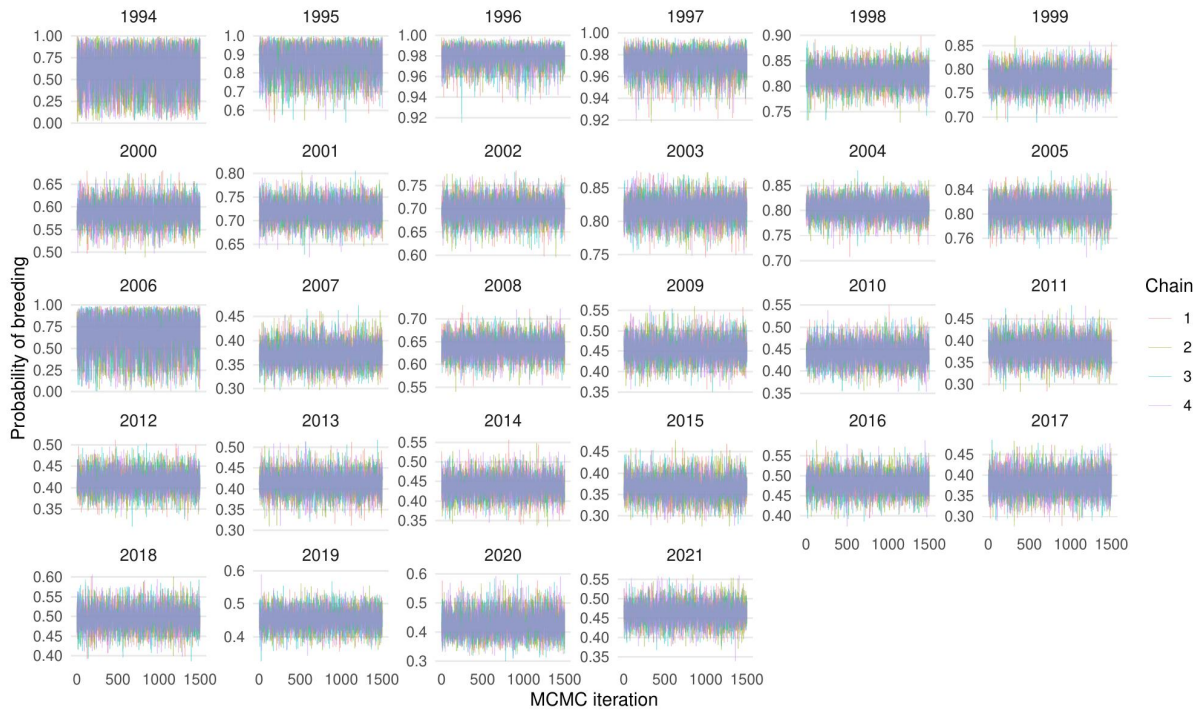 1994 1995 1996 1997 1998 1999
1.00 0.75 0.50 0.25 0.00
1.0 0.9 0.8 0.7 0.6
1.00 0.98 0.96 0.94 0.92
1.00 0.98 0.96 0.94 0.92
0.90 0.85 0.80 0.75
0.85 0.80 0.75 0.70
2000 2001 2002 2003 2004 2005
0.65 0.60 0.55 0.50
0.80 0.75 0.70 0.65
0.75 0.70 0.65 0.60
0.85 0.80 0.75
0.85 0.80 0.75 0.70
0.84 0.80 0.76
2006 2007 2008 2009 2010 2011
1.00 0.75 0.50 0.25 0.00
0.45 0.40 0.35 0.30
0.70 0.65 0.60 0.55
0.55 0.50 0.45 0.40 0.35
0.55 0.50 0.45 0.40 0.35
0.45 0.40 0.35 0.30
2012 2013 2014 2015 2016 2017
0.50 0.45 0.40 0.35
0.50 0.45 0.40 0.35 0.30
0.55 0.50 0.45 0.40 0.35
0.45 0.40 0.35 0.30
0.55 0.50 0.45 0.40
0.45 0.40 0.35 0.30
0 500 1000 1500 0 500 1000 1500
2018 2019 2020 2021
0.60 0.55 0.50 0.45 0.40
0.6 0.5 0.4
0.6 0.5 0.4 0.3
0.55 0.50 0.45 0.40 0.35
0 500 1000 1500 0 500 1000 1500 0 500 1000 1500 0 500 1000 1500
Probability of breeding
MCMC iteration
Chain
1
2
3
4